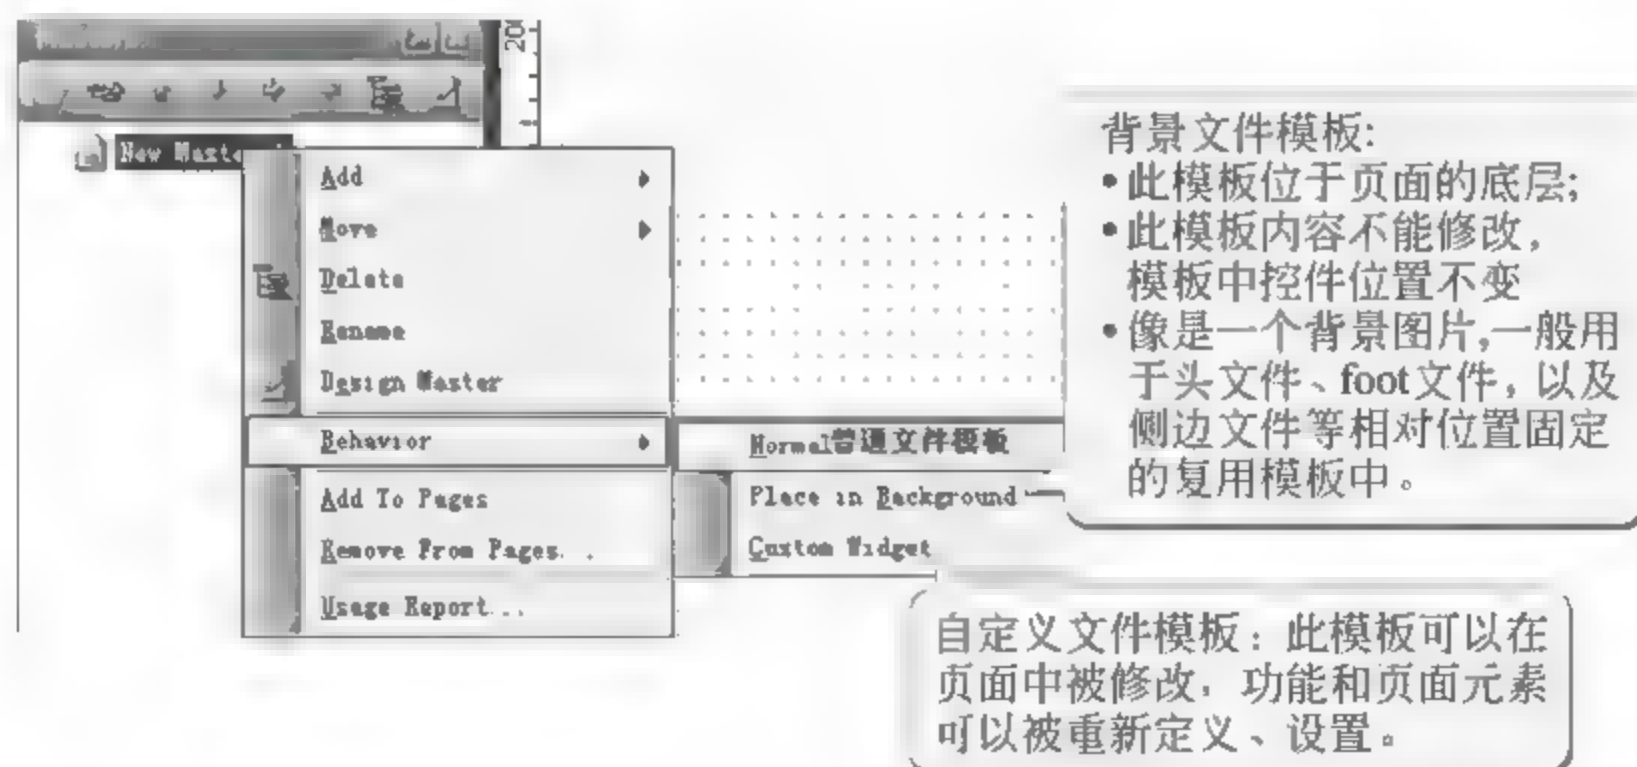 200
New Maste
Add
Move
Delete
Rename
Design Master
Behavior
Add To Pages
Remove From Pages...
Usage Report...
Normal普通文件模板
Place in Background
Custom Widget
背景文件模板:
•此模板位于页面的底层;
•此模板内容不能修改,
模板中控件位置不变
•像是一个背景图片,一般用
于头文件、foot文件,以及
侧边文件等相对位置固定
的复用模板中。
自定义文件模板:此模板可以在
页面中被修改,功能和页面元素
可以被重新定义、设置。